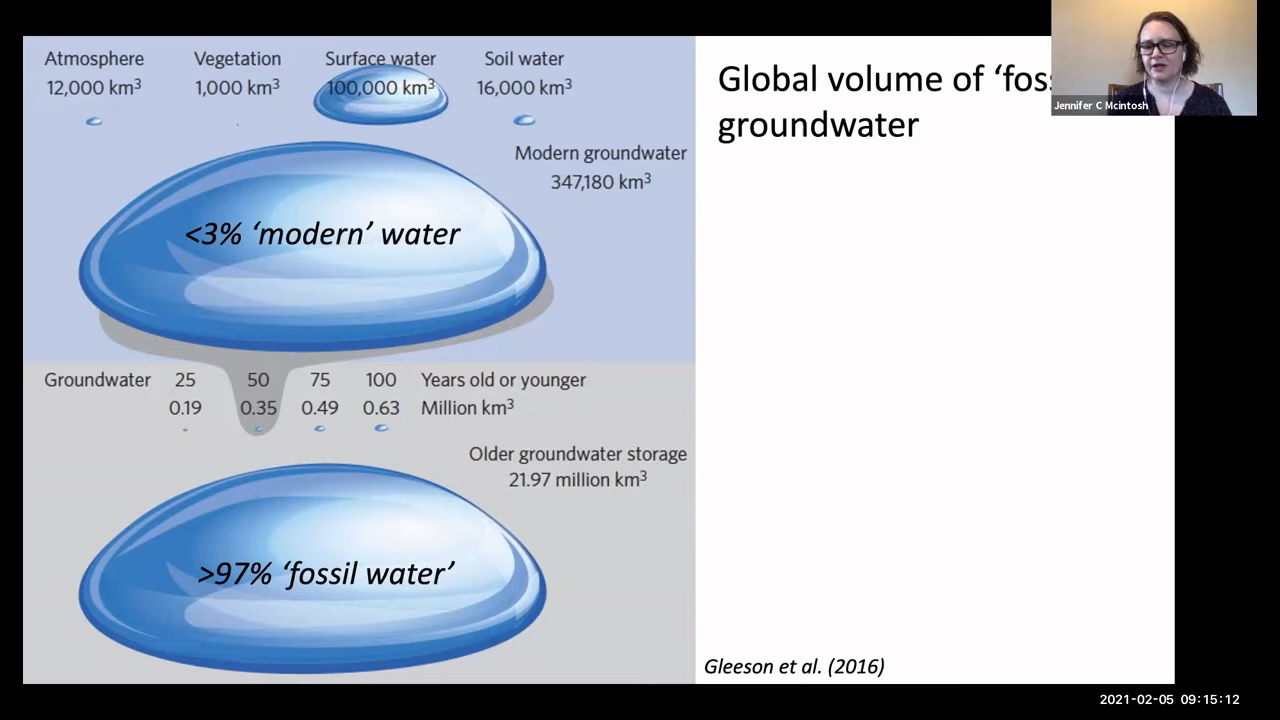 Atmosphere
12,000 km³
Vegetation
1,000 km³
Surface water
100,000 km³
Soil water
16,000 km³
Modern groundwater
347,180 km³
<3% ‘modern’ water
Groundwater 25 50 75 100 Years old or younger
0.19 0.35 0.49 0.63 Million km³
Older groundwater storage
21.97 million km³
>97% ‘fossil water’
Global volume of ‘fos
groundwater
Gleeson et al. (2016)
Jennifer C Mcintosh
2021-02-05 09:15:12